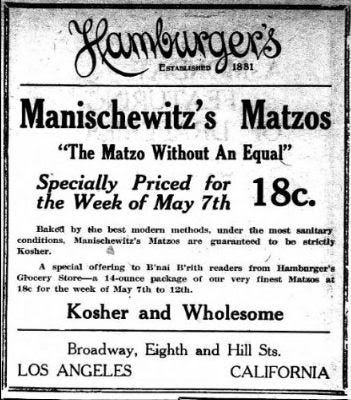 Hamburger's
ESTABLISHED 1881
Manischewitz's Matzos
"The Matzo Without An Equal"
Specially Priced for
the Week of May 7th 18c.
Baked by the best modern methods, under the most sanitary
conditions, Manischewitz's Matzos are guaranteed to be strictly
Kosher.
A special offering to B'nai B'rith readers from Hamburger's
Grocery Store—a 14-ounce package of our very finest Matzos at
18c for the week of May 7th to 12th.
Kosher and Wholesome
Broadway, Eighth and Hill Sts.
LOS ANGELES CALIFORNIA